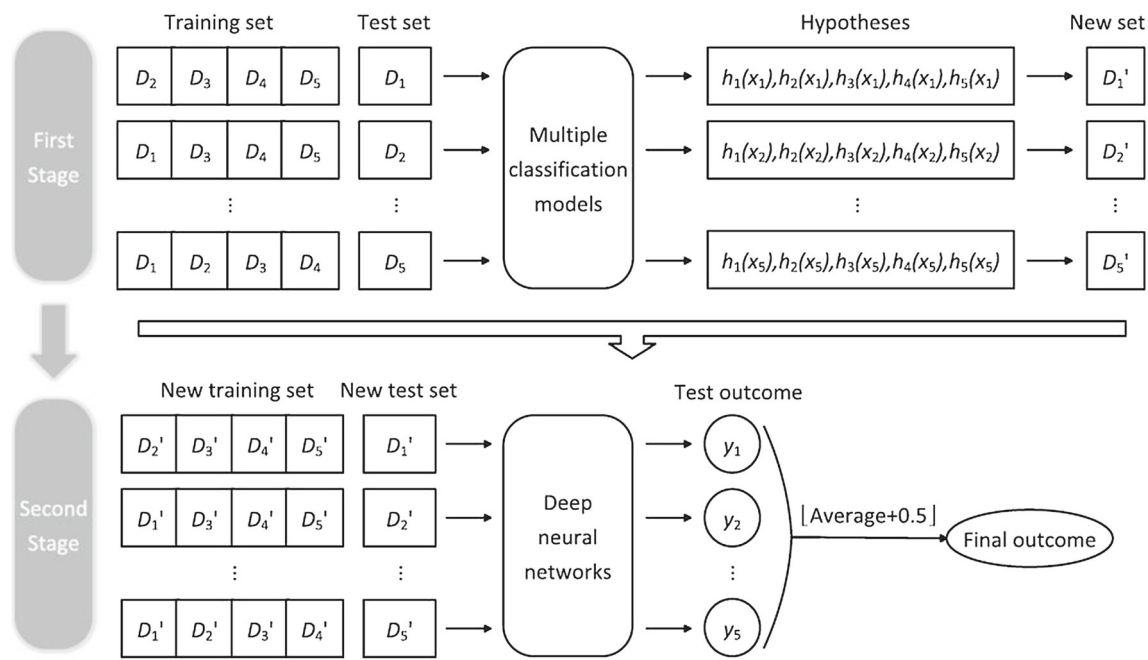 Training set Test set Hypotheses New set
D₂ D₃ D₄ D₅ D₁ h₁(x₁),h₂(x₁),h₃(x₁),h₄(x₁),h₅(x₁) D₁'
First
Stage
D₁ D₃ D₄ D₅ D₂ h₁(x₂),h₂(x₂),h₃(x₂),h₄(x₂),h₅(x₂) D₂'
Multiple
classification
models
⋮ ⋮ ⋮ ⋮
D₁ D₂ D₃ D₄ D₅ h₁(x₅),h₂(x₅),h₃(x₅),h₄(x₅),h₅(x₅) D₅'
New training set New test set Test outcome
D₂' D₃' D₄' D₅' D₁' y₁
Second
Stage
D₁' D₃' D₄' D₅' D₂' y₂
Deep
neural
networks
⌊Average+0.5⌋
Final outcome
⋮ ⋮ ⋮
D₁' D₂' D₃' D₄' D₅' y₅